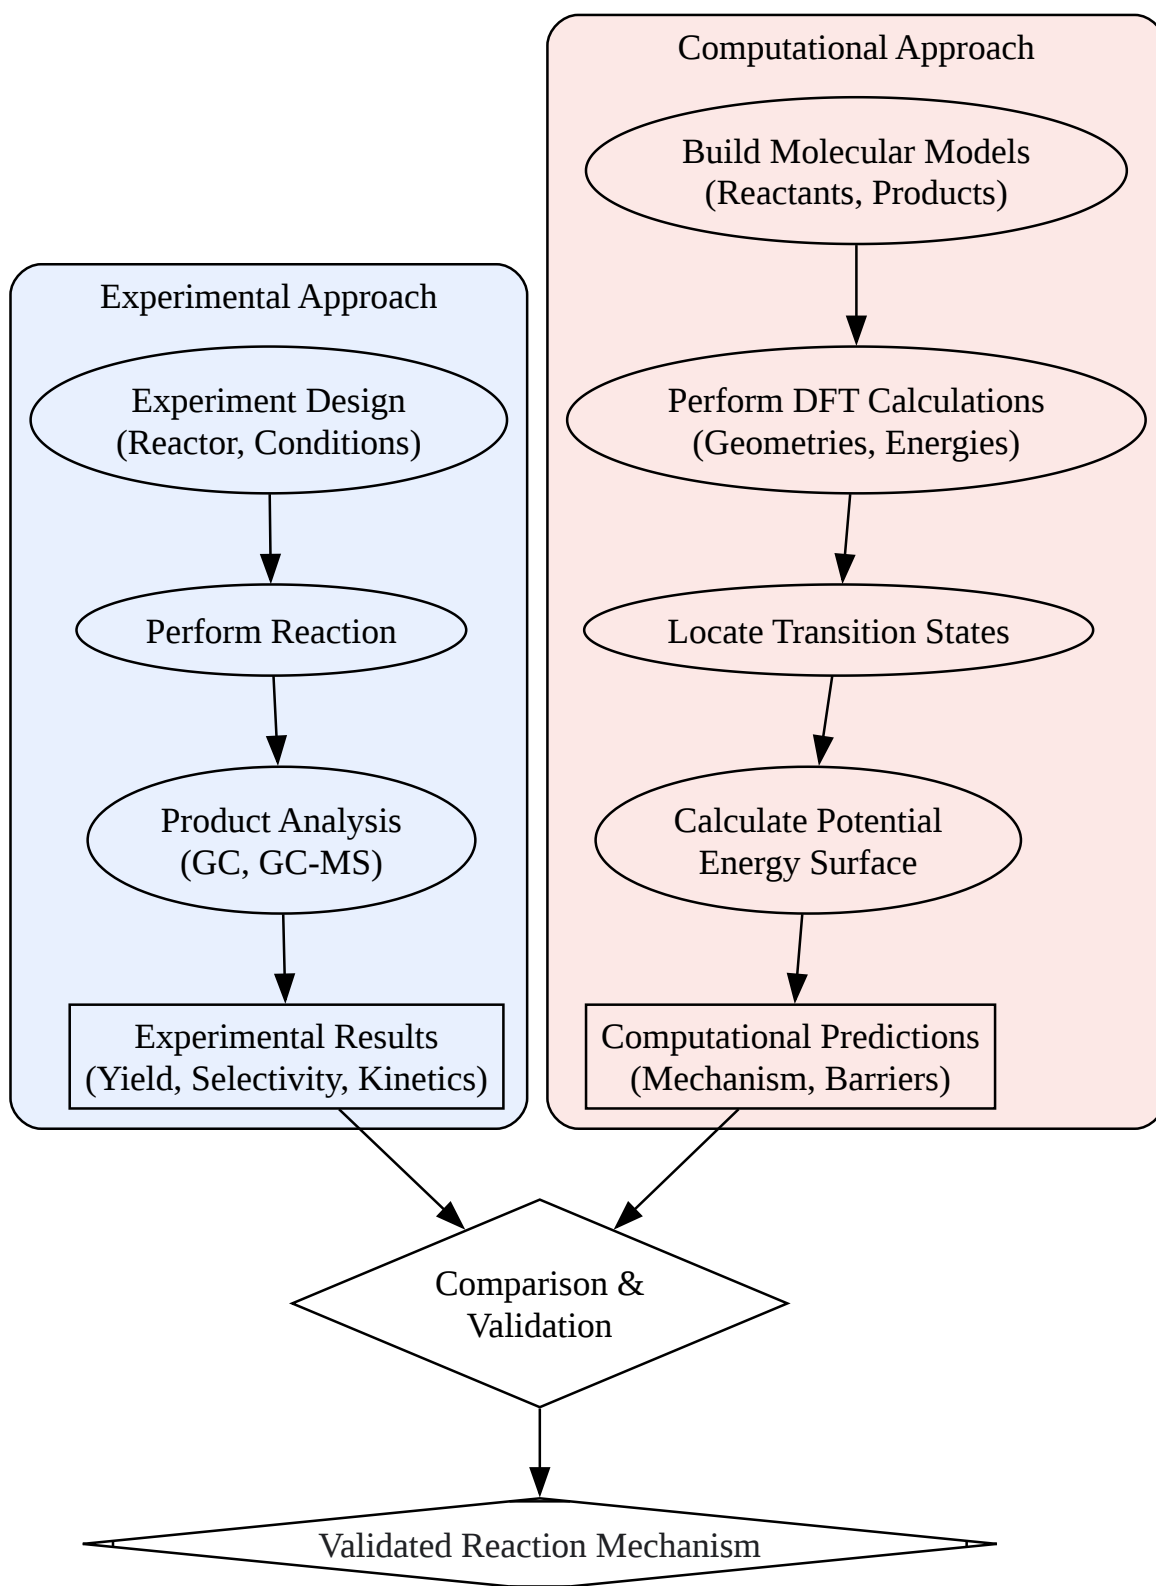 Computational Approach
Build Molecular Models
(Reactants, Products)
Experimental Approach
Experiment Design
(Reactor, Conditions)
Perform DFT Calculations
(Geometries, Energies)
Perform Reaction
Locate Transition States
Product Analysis
(GC, GC-MS)
Calculate Potential
Energy Surface
Experimental Results
(Yield, Selectivity, Kinetics)
Computational Predictions
(Mechanism, Barriers)
Comparison &
Validation
Validated Reaction Mechanism